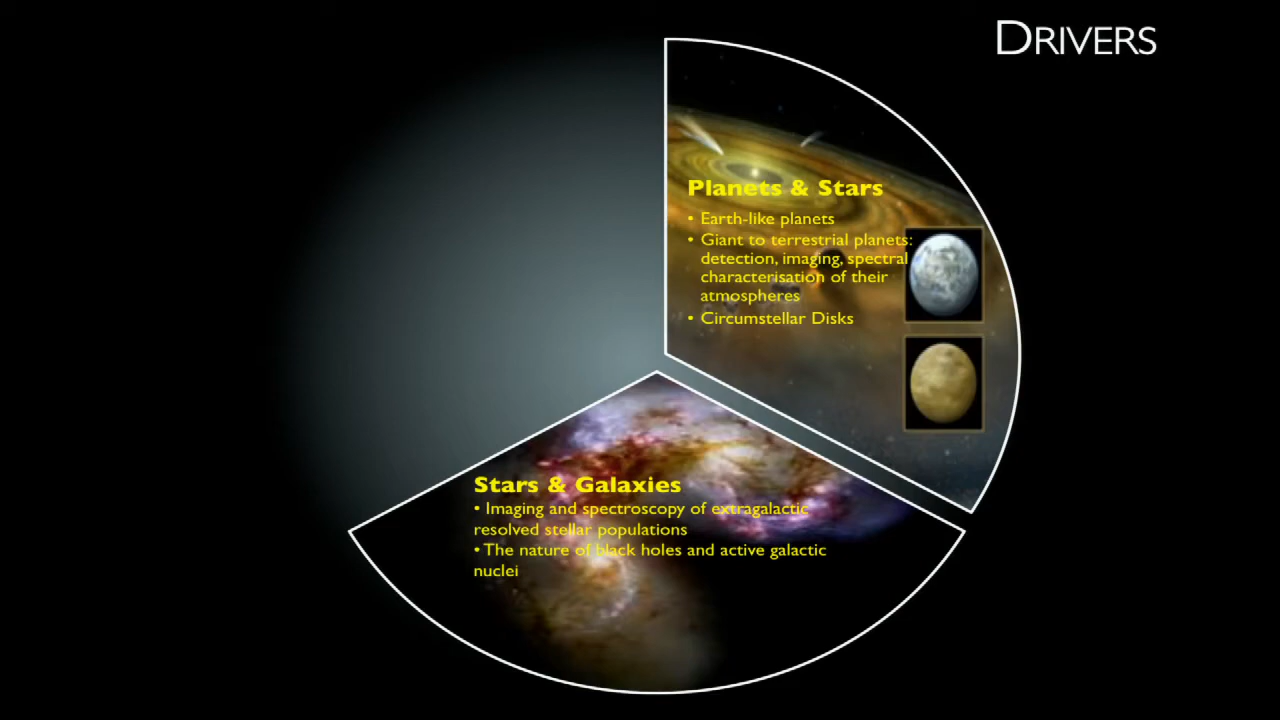 DRIVERS
Planets & Stars
• Earth-like planets
• Giant to terrestrial planets:
detection, imaging, spectral
characterisation of their
atmospheres
• Circumstellar Disks
Stars & Galaxies
• Imaging and spectroscopy of extragalactic
resolved stellar populations
• The nature of black holes and active galactic
nuclei